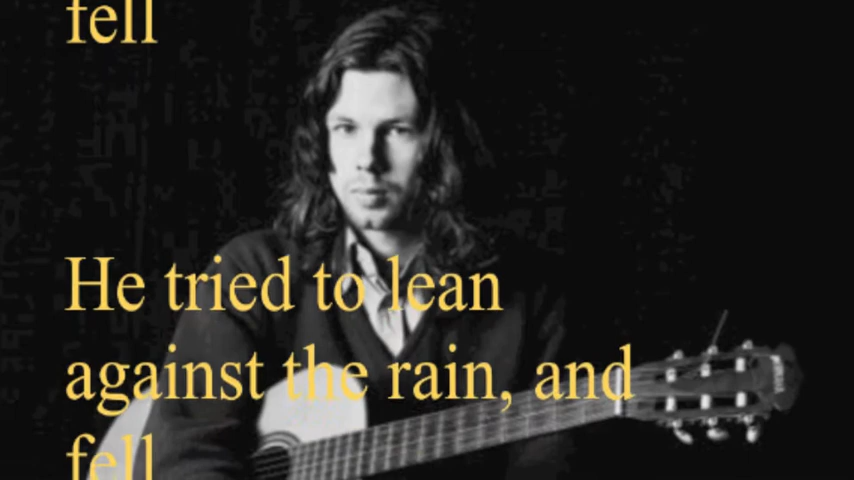 fell
He tried to lean
against the rain, and
fell